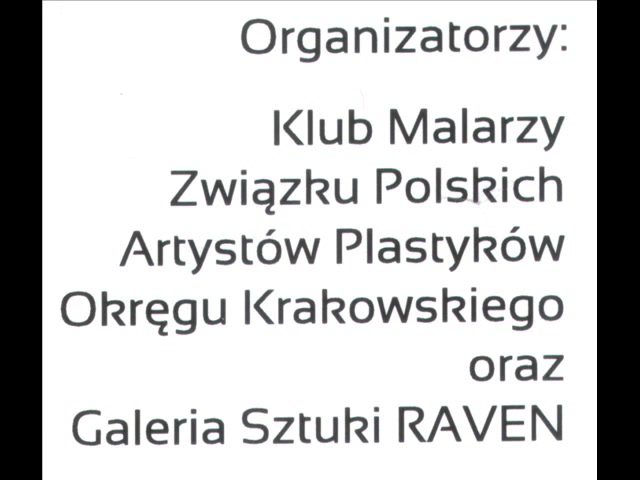 Organizatorzy:
Klub Malarzy
Związku Polskich
Artystów Plastyków
Okręgu Krakowskiego
oraz
Galeria Sztuki RAVEN